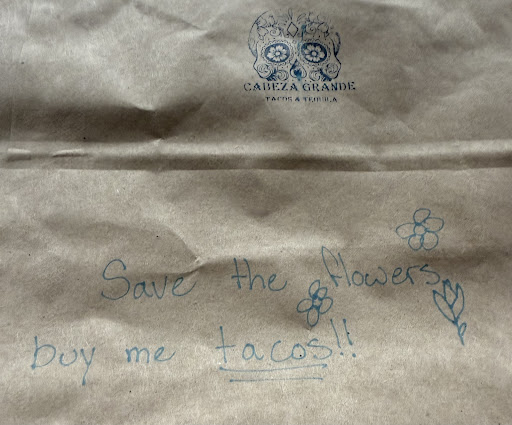 CABEZA GRANDE
TACOS & TEQUILA
Save the flowers,
buy me tacos!!